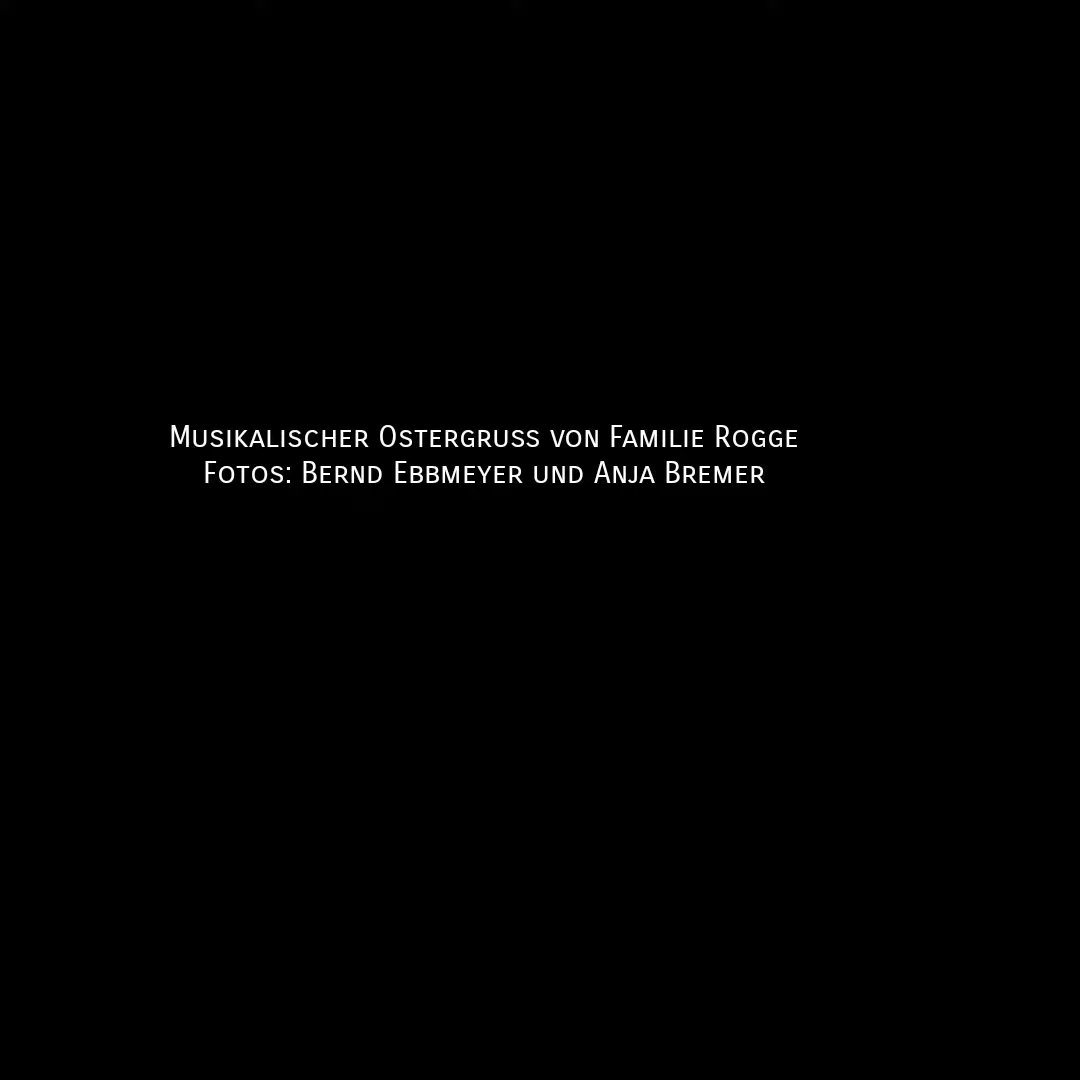 Musikalischer Ostergruss von Familie Rogge
Fotos: Bernd Ebbmeyer und Anja Bremer